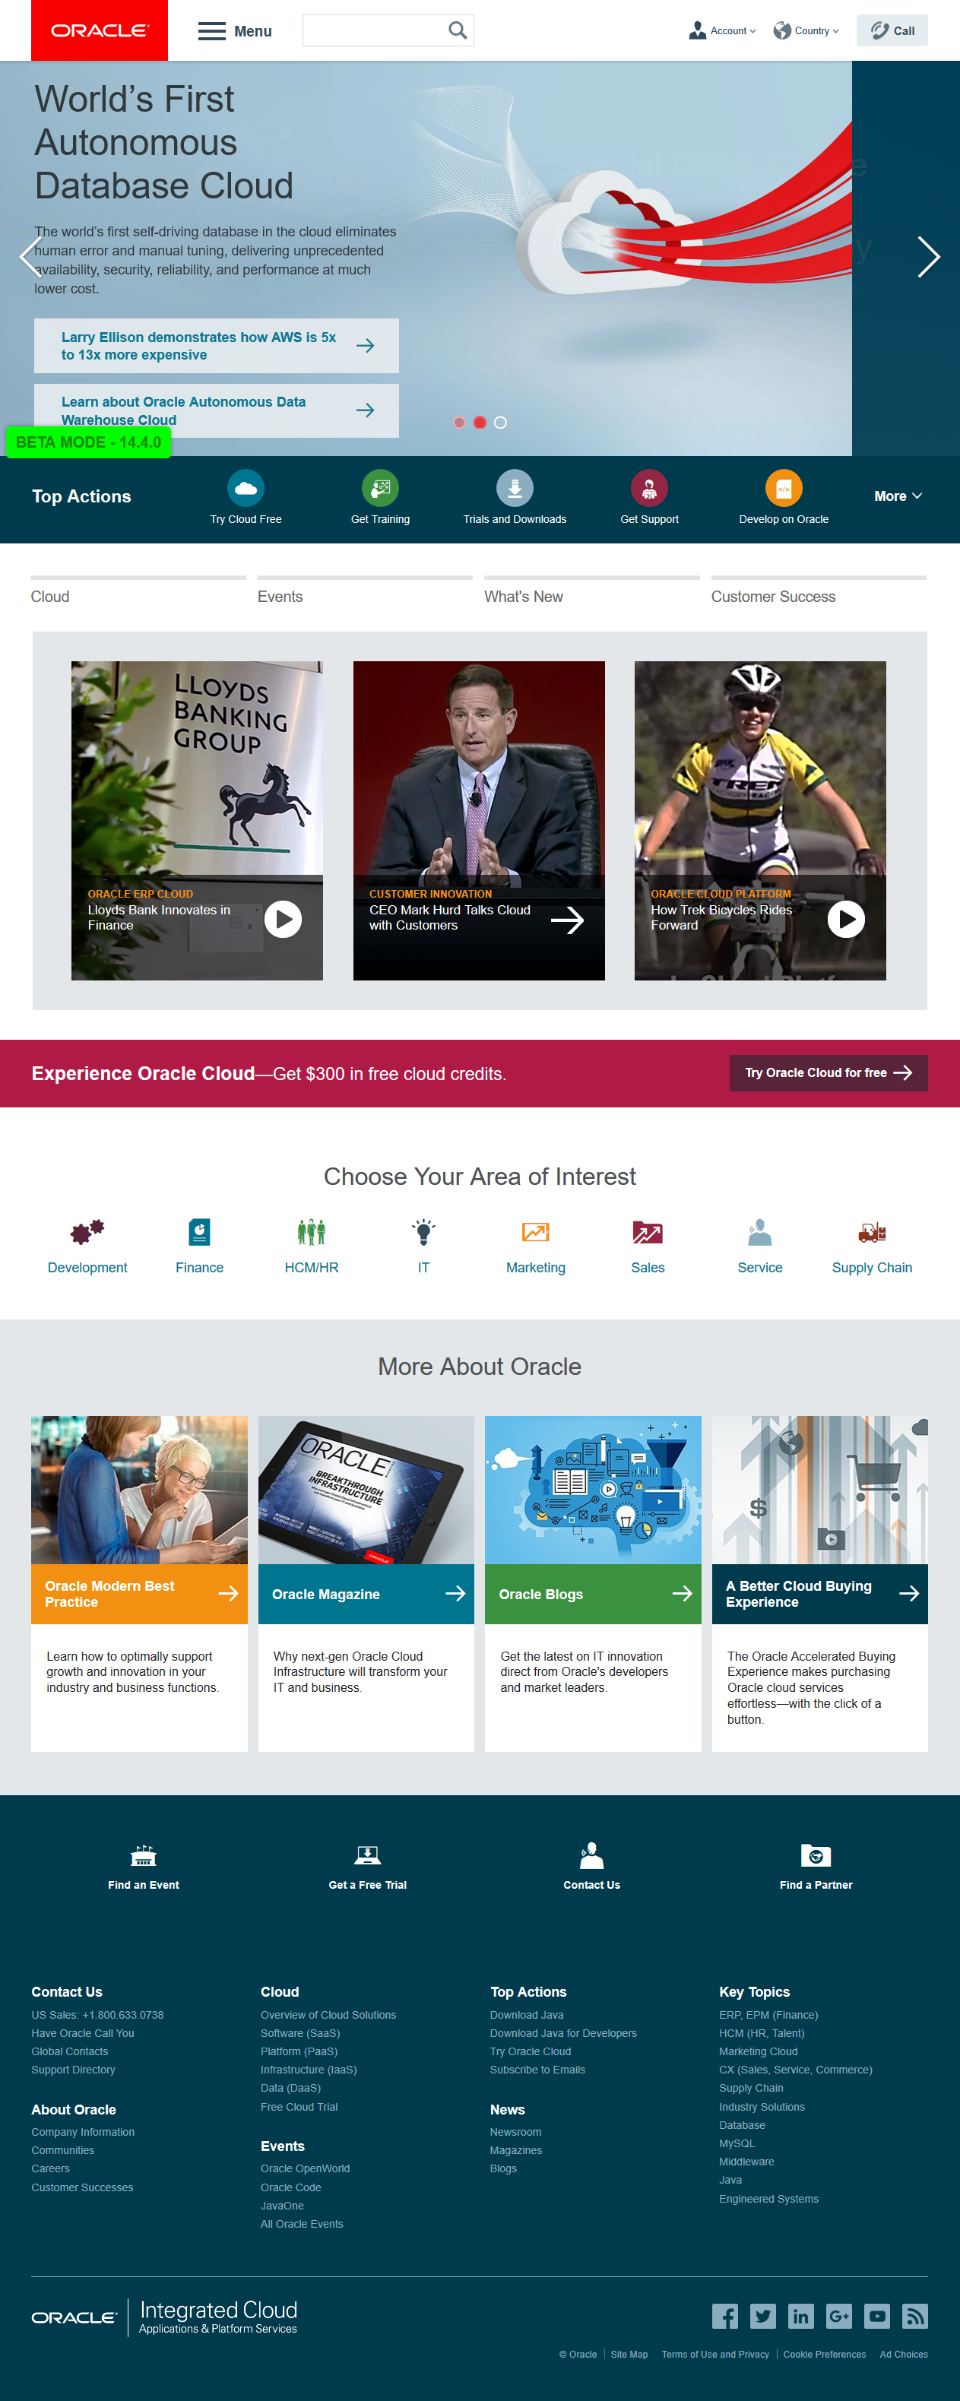 ORACLE
Menu
Account
Country
Call
World's First
Autonomous
Database Cloud
The world's first self-driving database in the cloud eliminates
human error and manual tuning, delivering unprecedented
availability, security, reliability, and performance at much
lower cost.
Larry Ellison demonstrates how AWS is 5x
to 13x more expensive
Learn about Oracle Autonomous Data
Warehouse Cloud
BETA MODE - 14.4.0
Top Actions
Try Cloud Free
Get Training
Trials and Downloads
Get Support
Develop on Oracle
More
Cloud
Events
What's New
Customer Success
LLOYDS
BANKING
GROUP
ORACLE ERP CLOUD
Lloyds Bank Innovates in
Finance
CUSTOMER INNOVATION
CEO Mark Hurd Talks Cloud
with Customers
TREK
ORACLE CLOUD PLATFORM
How Trek Bicycles Rides
Forward
Experience Oracle Cloud—Get $300 in free cloud credits.
Try Oracle Cloud for free
Choose Your Area of Interest
Development
Finance
HCM/HR
IT
Marketing
Sales
Service
Supply Chain
More About Oracle
ORACLE
BREAKTHROUGH
INFRASTRUCTURE
Oracle Modern Best
Practice
Oracle Magazine
Oracle Blogs
A Better Cloud Buying
Experience
Learn how to optimally support
growth and innovation in your
industry and business functions.
Why next-gen Oracle Cloud
Infrastructure will transform your
IT and business.
Get the latest on IT innovation
direct from Oracle's developers
and market leaders.
The Oracle Accelerated Buying
Experience makes purchasing
Oracle cloud services
effortless—with the click of a
button.
Find an Event
Get a Free Trial
Contact Us
Find a Partner
Contact Us
US Sales: +1.800.633.0738
Have Oracle Call You
Global Contacts
Support Directory
About Oracle
Company Information
Communities
Careers
Customer Successes
Cloud
Overview of Cloud Solutions
Software (SaaS)
Platform (PaaS)
Infrastructure (IaaS)
Data (DaaS)
Free Cloud Trial
Events
Oracle OpenWorld
Oracle Code
JavaOne
All Oracle Events
Top Actions
Download Java
Download Java for Developers
Try Oracle Cloud
Subscribe to Emails
News
Newsroom
Magazines
Blogs
Key Topics
ERP, EPM (Finance)
HCM (HR, Talent)
Marketing Cloud
CX (Sales, Service, Commerce)
Supply Chain
Industry Solutions
Database
MySQL
Middleware
Java
Engineered Systems
ORACLE
Integrated Cloud
Applications & Platform Services
© Oracle
Site Map
Terms of Use and Privacy
Cookie Preferences
Ad Choices